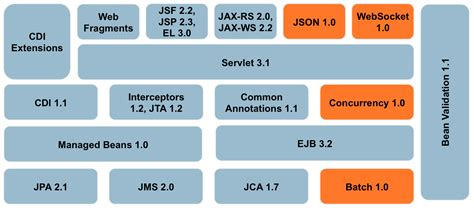 CDI
Extensions
Web
Fragments
JSF 2.2,
JSP 2.3,
EL 3.0
JAX-RS 2.0,
JAX-WS 2.2
JSON 1.0
WebSocket
1.0
Servlet 3.1
CDI 1.1
Interceptors
1.2, JTA 1.2
Common
Annotations 1.1
Concurrency 1.0
Managed Beans 1.0
EJB 3.2
JPA 2.1
JMS 2.0
JCA 1.7
Batch 1.0
Bean Validation 1.1